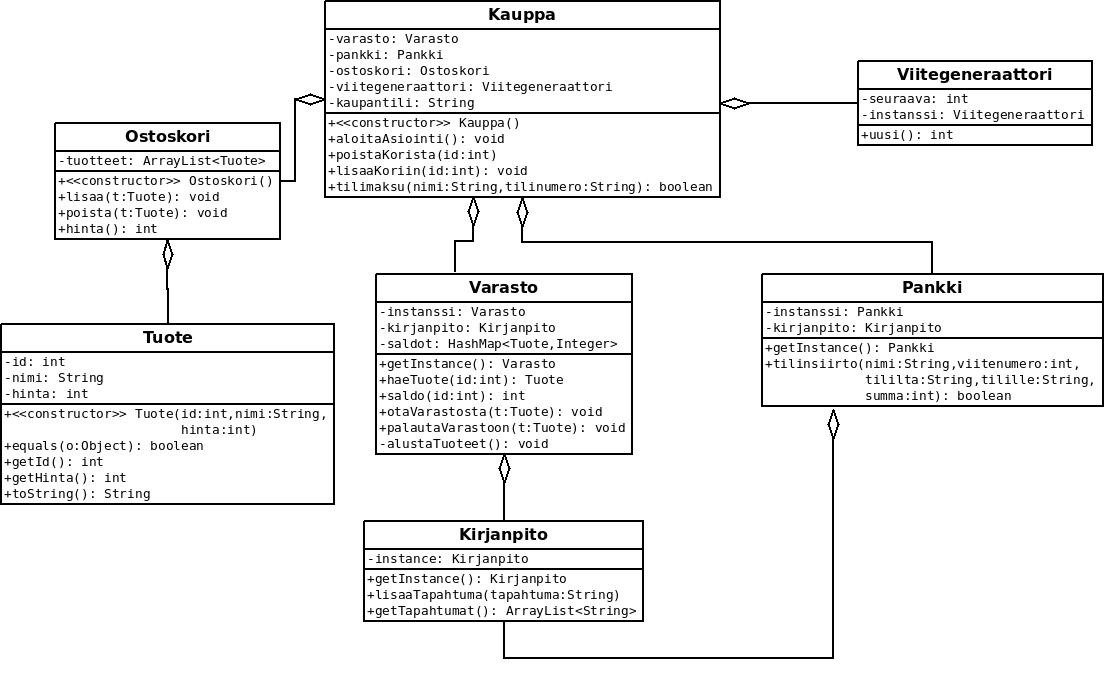 Kauppa
-varasto: Varasto
-pankki: Pankki
-ostoskori: Ostoskori
-viitegeneraattori: Viitegeneraattori
-kaupantili: String
+<<constructor>> Kauppa()
+aloitaAsiointi(): void
+poistaKorista(id:int)
+lisaaKoriin(id:int): void
+tilimaksu(nimi:String,tilinumero:String): boolean
Viitegeneraattori
-seuraava: int
-instanssi: Viitegeneraattori
+uusi(): int
Ostoskori
-tuotteet: ArrayList<Tuote>
+<<constructor>> Ostoskori()
+lisaa(t:Tuote): void
+poista(t:Tuote): void
+hinta(): int
Varasto
-instanssi: Varasto
-kirjanpito: Kirjanpito
-saldot: HashMap<Tuote,Integer>
+getInstance(): Varasto
+haeTuote(id:int): Tuote
+saldo(id:int): int
+otaVarastosta(t:Tuote): void
+palautaVarastoon(t:Tuote): void
-alustaTuoteet(): void
Pankki
-instanssi: Pankki
-kirjanpito: Kirjanpito
+getInstance(): Pankki
+tilinsiirto(nimi:String,viitenumero:int,
tililta:String,tilille:String,
summa:int): boolean
Tuote
-id: int
-nimi: String
-hinta: int
+<<constructor>> Tuote(id:int,nimi:String,
hinta:int)
+equals(o:Object): boolean
+getId(): int
+getHinta(): int
+toString(): String
Kirjanpito
-instance: Kirjanpito
+getInstance(): Kirjanpito
+lisaaTapahtuma(tapahtuma:String)
+getTapahtumat(): ArrayList<String>